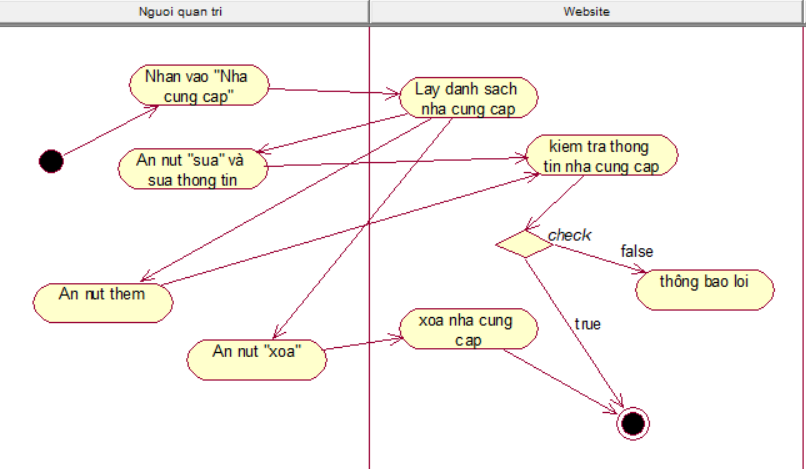 Nguoi quan tri
Website
Nhan vao "Nha
cung cap"
Lay danh sach
nha cung cap
An nut "sua" và
sua thong tin
kiem tra thong
tin nha cung cap
check
false
thông bao loi
An nut them
xoa nha cung
cap
true
An nut "xoa"